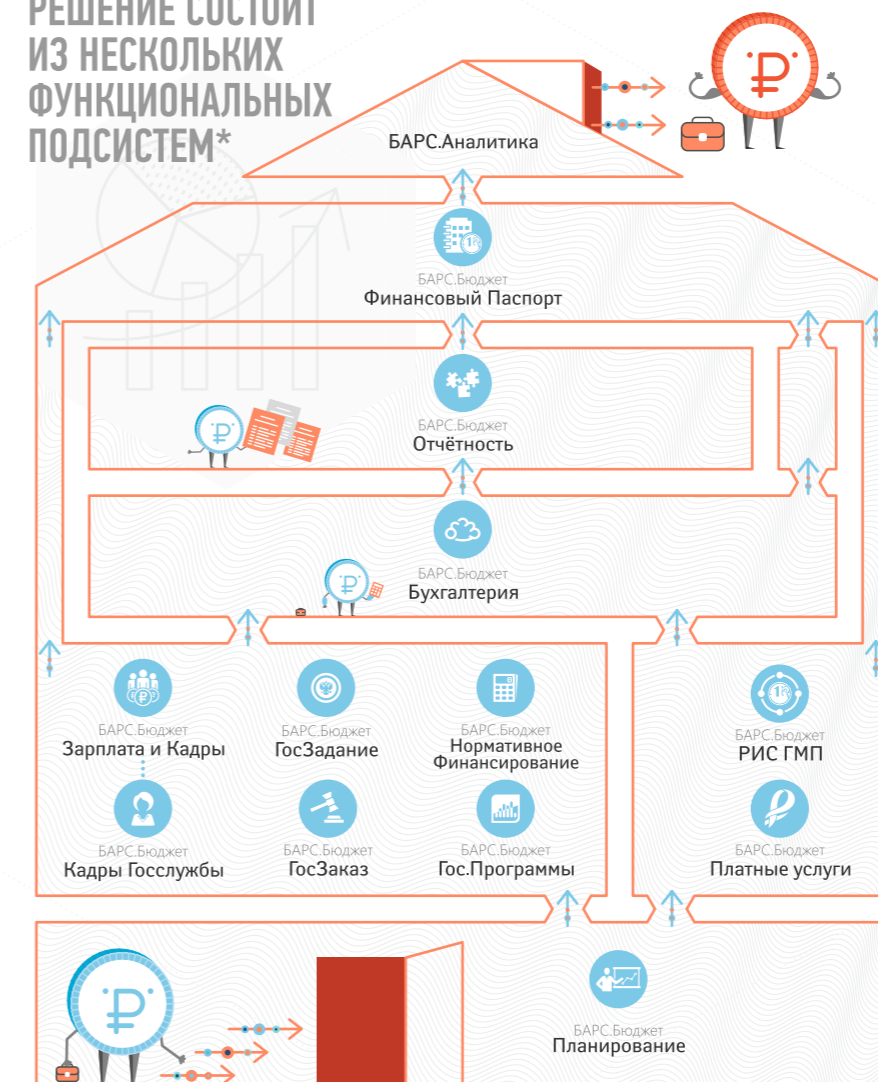 РЕШЕНИЕ СОСТОИТ
ИЗ НЕСКОЛЬКИХ
ФУНКЦИОНАЛЬНЫХ
ПОДСИСТЕМ*
БАРС.Аналитика
БАРС.Бюджет
Финансовый Паспорт
БАРС.Бюджет
Отчётность
БАРС.Бюджет
Бухгалтерия
БАРС.Бюджет
Зарплата и Кадры
БАРС.Бюджет
ГосЗадание
БАРС.Бюджет
Нормативное
Финансирование
БАРС.Бюджет
РИС ГМП
БАРС.Бюджет
Кадры Госслужбы
БАРС.Бюджет
ГосЗаказ
БАРС.Бюджет
Гос.Программы
БАРС.Бюджет
Платные услуги
БАРС.Бюджет
Планирование